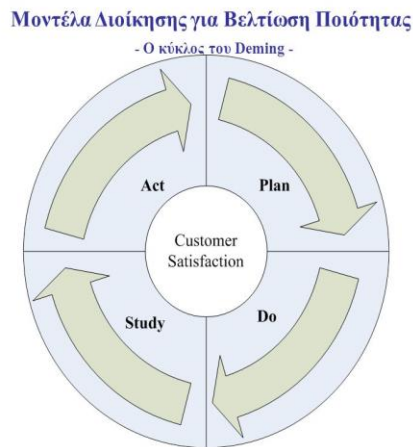 Μοντέλα Διοίκησης για Βελτίωση Ποιότητας
- Ο κύκλος του Deming -
Act
Plan
Customer
Satisfaction
Study
Do